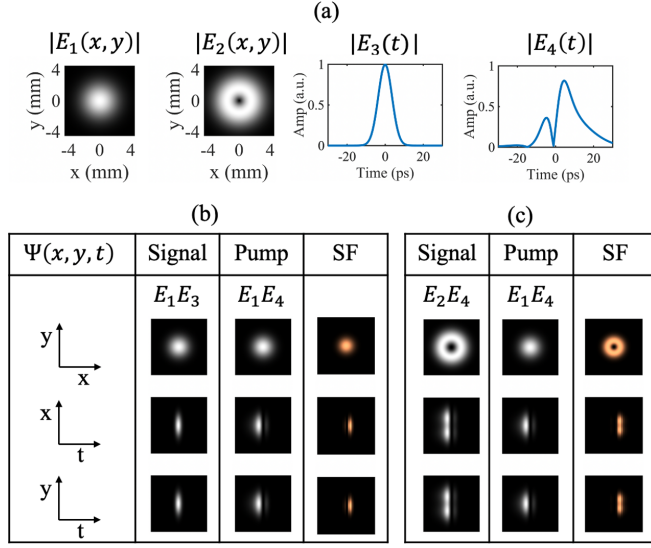 (a)
|E₁(x, y)| |E₂(x, y)| |E₃(t)| |E₄(t)|
4
0
-4
y (mm)
-4 0 4
x (mm)
4
0
-4
y (mm)
-4 0 4
x (mm)
1
0.5
0
Amp (a.u.)
-20 0 20
Time (ps)
1
0.5
0
Amp (a.u.)
-20 0 20
Time (ps)
(b)
Ψ(x, y, t) Signal Pump SF
E₁E₃ E₁E₄
y
x
x
t
y
t
(c)
Signal Pump SF
E₂E₄ E₁E₄